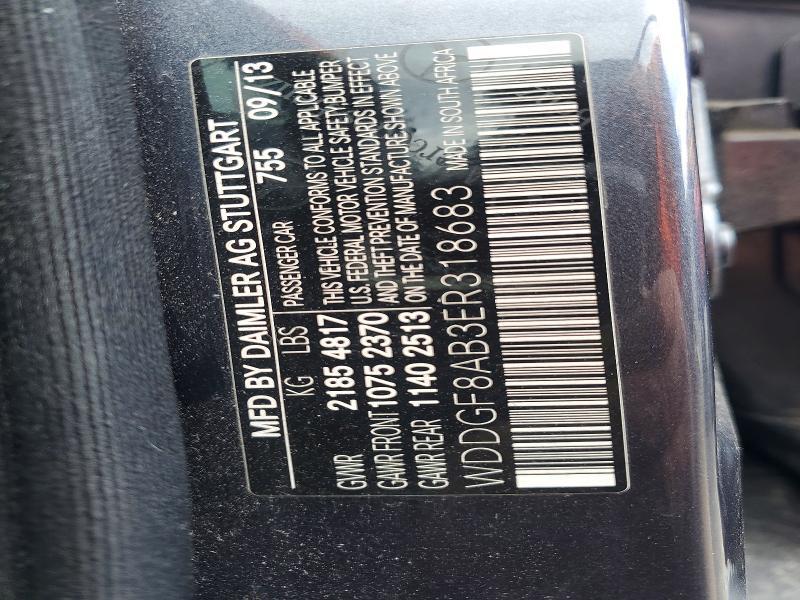 MFD BY DAIMLER AG STUTTGART
KG LBS PASSENGER CAR 755 09/13
GVWR 2185 4817 THIS VEHICLE CONFORMS TO ALL APPLICABLE
GAWR FRONT 1075 2370 U.S. FEDERAL MOTOR VEHICLE SAFETY, BUMPER
AND THEFT PREVENTION STANDARDS IN EFFECT
GAWR REAR 1140 2513 ON THE DATE OF MANUFACTURE SHOWN ABOVE
WDDGF8AB3ER318683 MADE IN SOUTH AFRICA